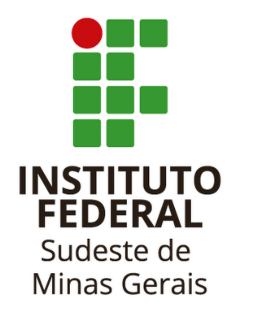 INSTITUTO
FEDERAL
Sudeste de
Minas Gerais